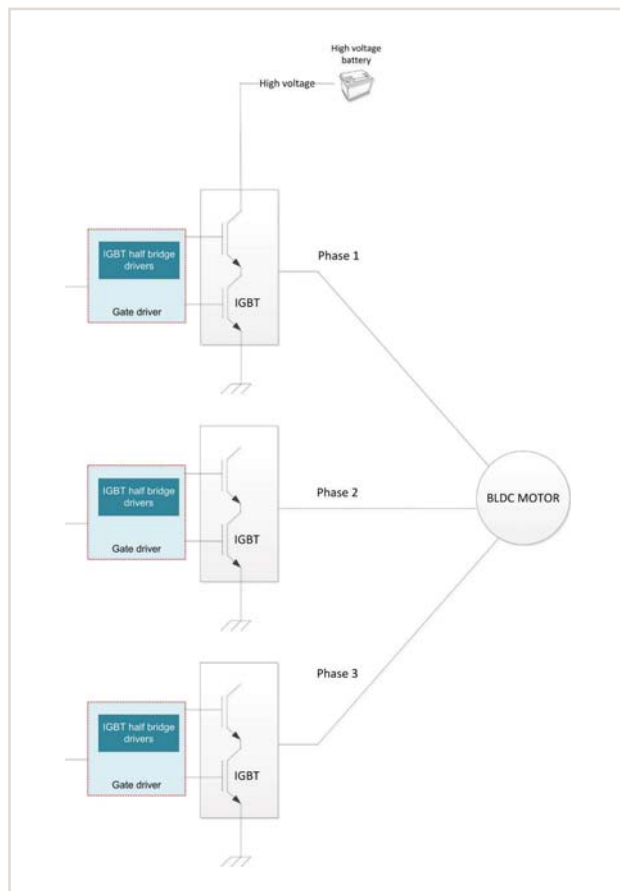 High voltage
battery
High voltage
Phase 1
IGBT half bridge
drivers
IGBT
Gate driver
Phase 2
IGBT half bridge
drivers
BLDC MOTOR
IGBT
Gate driver
Phase 3
IGBT half bridge
drivers
IGBT
Gate driver